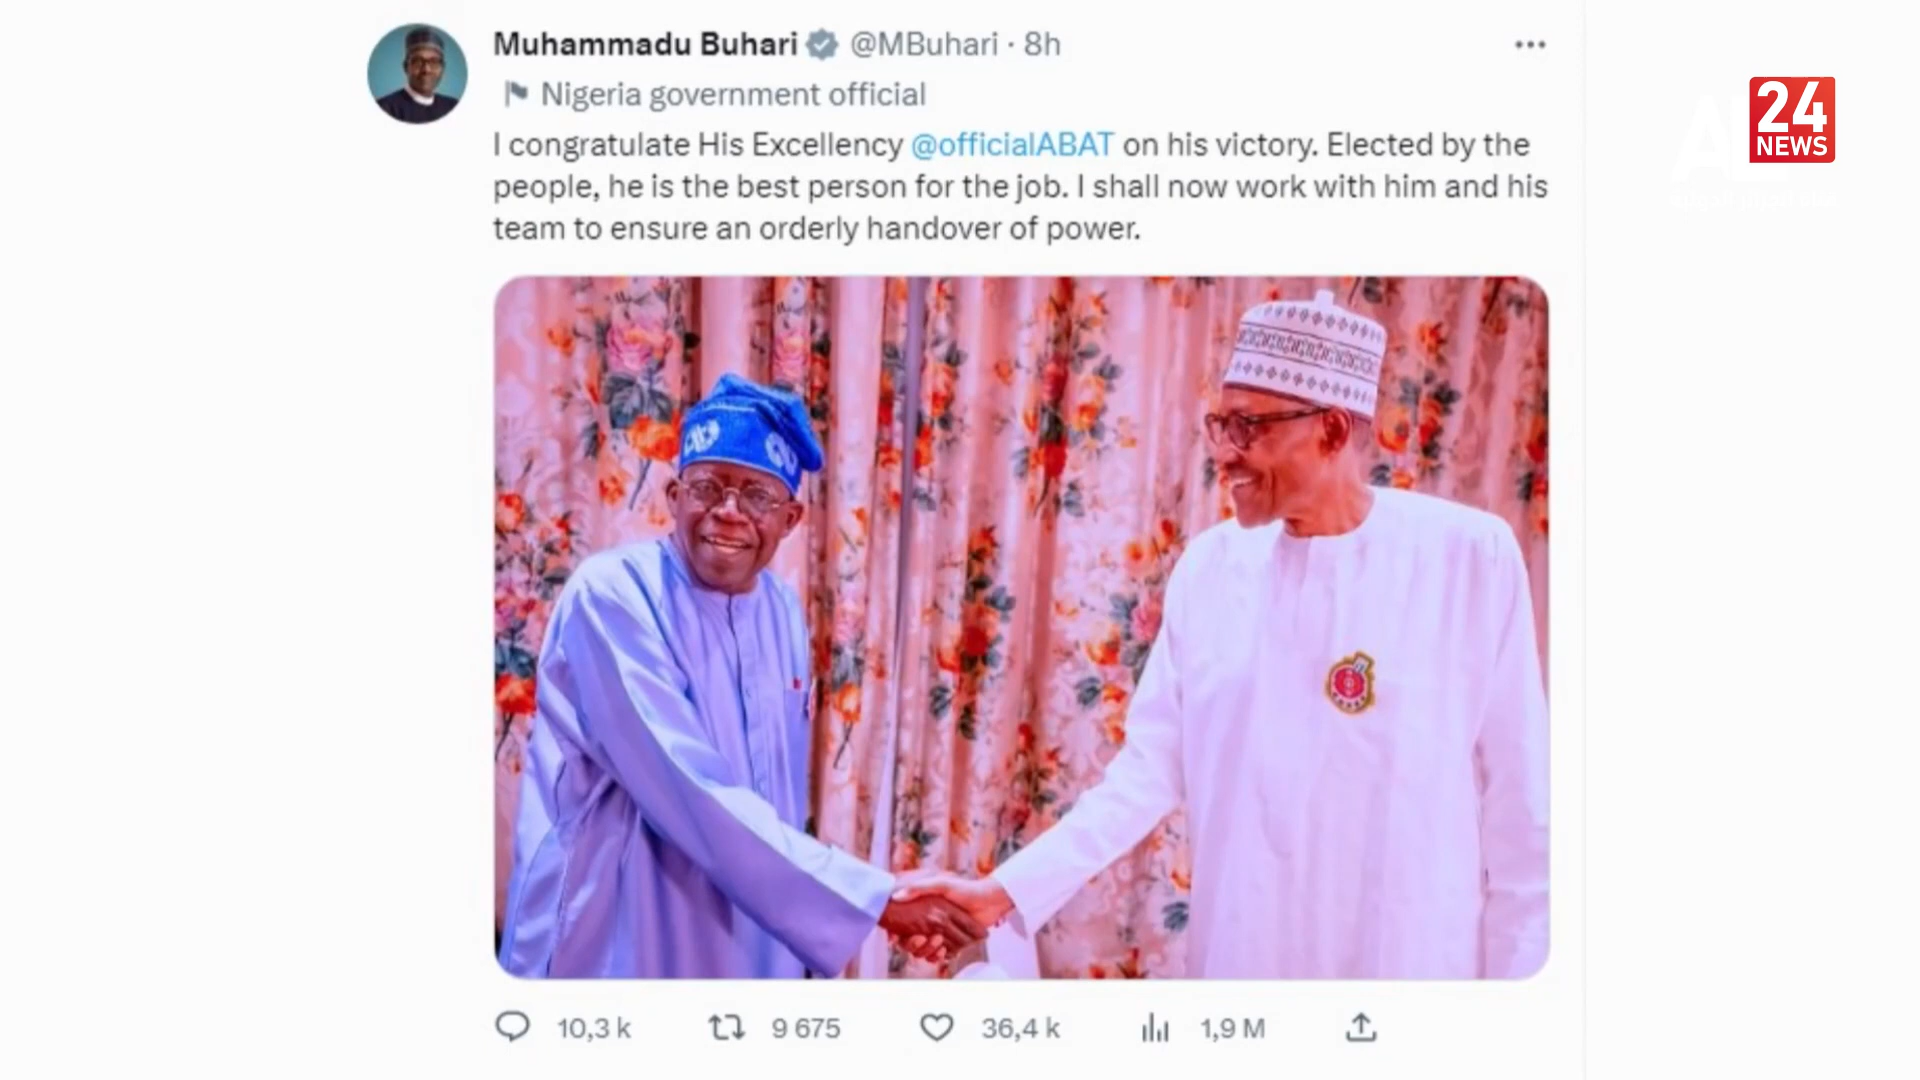 Muhammadu Buhari @MBuhari · 8h
Nigeria government official
I congratulate His Excellency @officialABAT on his victory. Elected by the
people, he is the best person for the job. I shall now work with him and his
team to ensure an orderly handover of power.
10,3 k 9 675 36,4 k 1,9 M
AL
24
NEWS